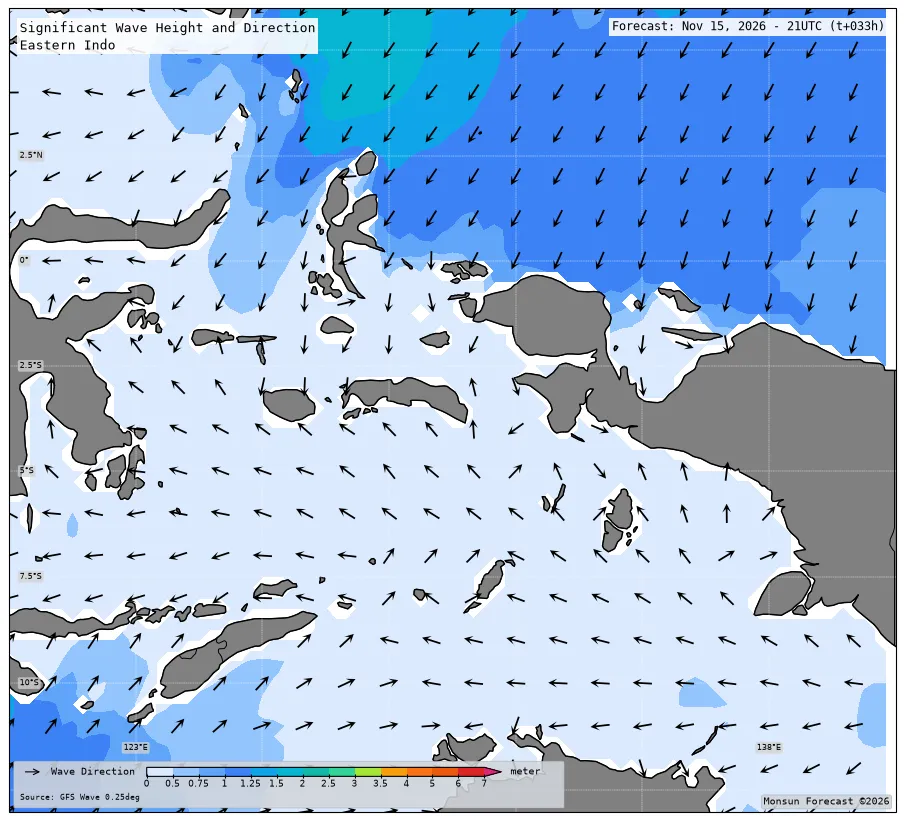 Significant Wave Height and Direction
Eastern Indo
Forecast: Nov 15, 2026 - 21UTC (t+033h)
2.5°N
0°
2.5°S
5°S
7.5°S
10°S
123°E
138°E
Wave Direction
meter
0 0.5 0.75 1 1.25 1.5 2 2.5 3 3.5 4 5 6 7
Source: GFS Wave 0.25deg
Monsun Forecast ©2026